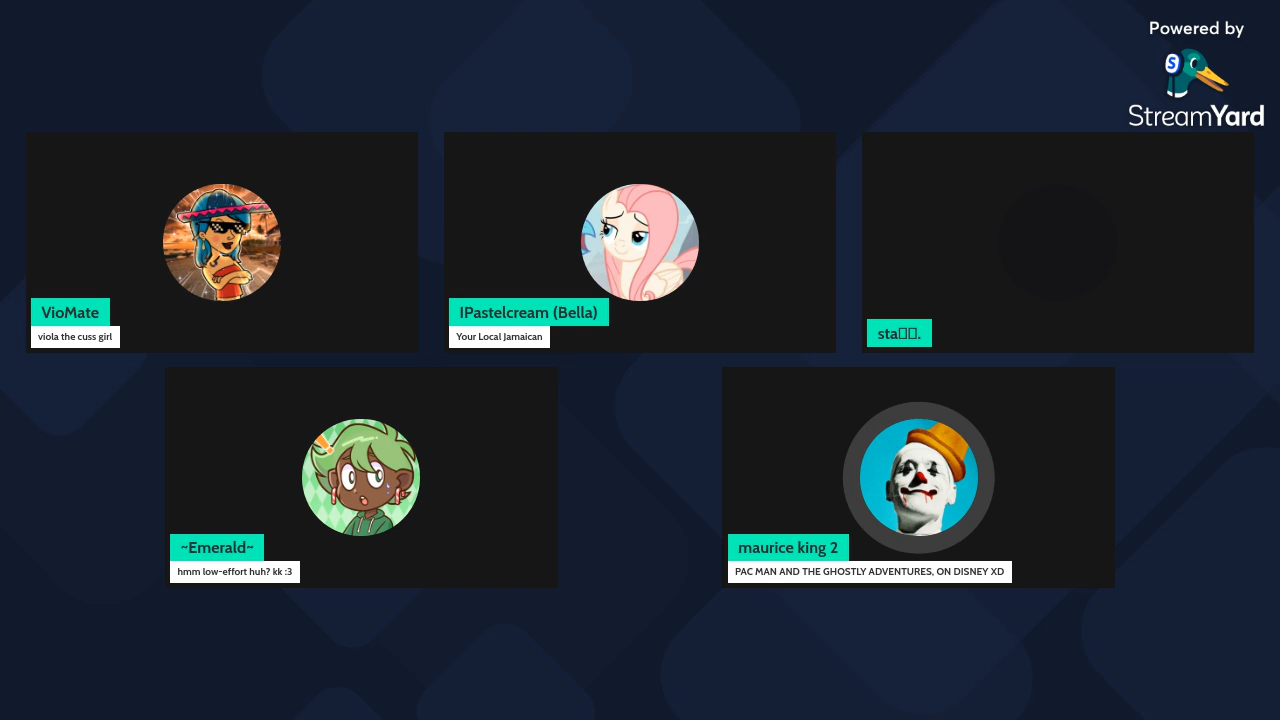 Powered by
StreamYard
VioMate
viola the cuss girl
IPastelcream (Bella)
Your Local Jamaican
sta▯▯.
~Emerald~
hmm low-effort huh? kk :3
maurice king 2
PAC MAN AND THE GHOSTLY ADVENTURES, ON DISNEY XD